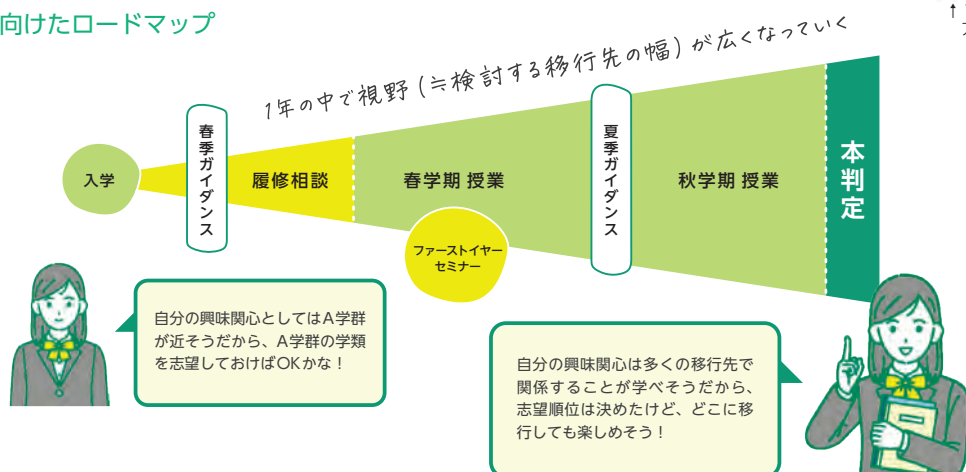 向けたロードマップ
↑
1年の中で視野(≒検討する移行先の幅)が広くなっていく
入学
春季ガイダンス
履修相談
春学期 授業
ファーストイヤー
セミナー
夏季ガイダンス
秋学期 授業
本判定
自分の興味関心としてはA学群
が近そうだから、A学群の学類
を志望しておけばOKかな！
自分の興味関心は多くの移行先で
関係することが学べそうだから、
志望順位は決めたけど、どこに移
行しても楽しめそう！